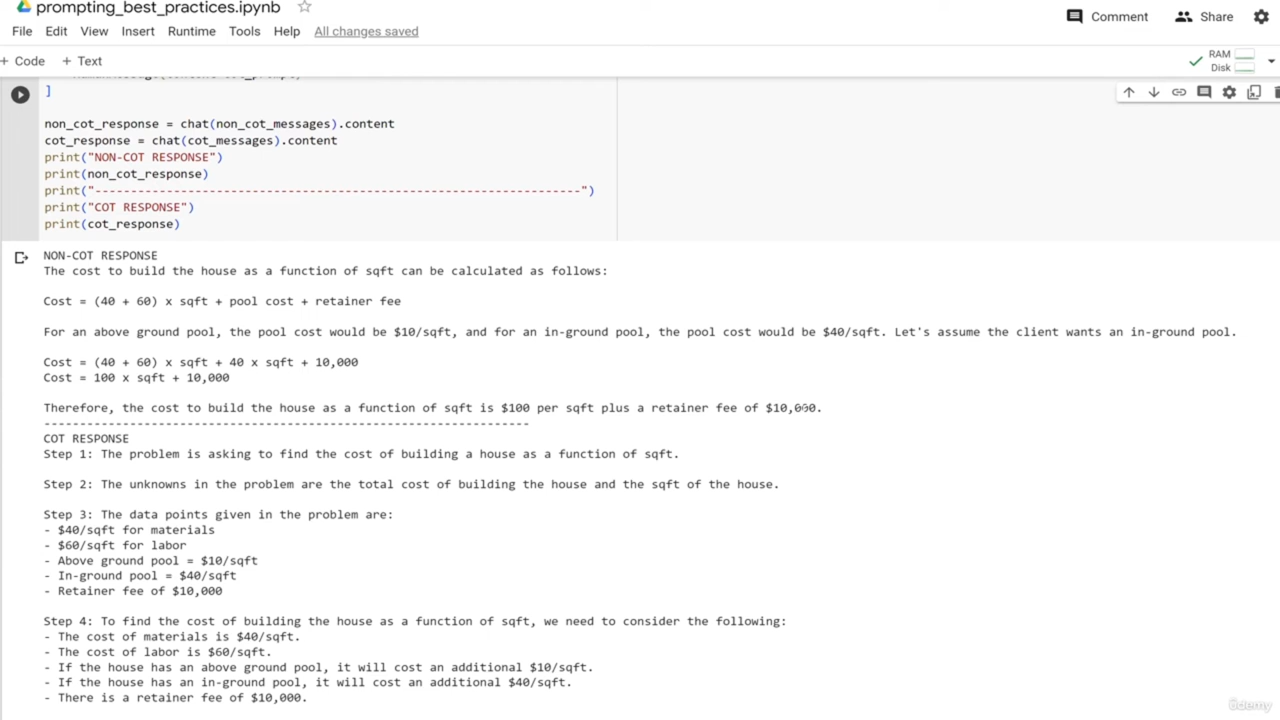 prompting_best_practices.ipynb
Comment
Share
File Edit View Insert Runtime Tools Help All changes saved
+ Code + Text
RAM
Disk
]
non_cot_response = chat(non_cot_messages).content
cot_response = chat(cot_messages).content
print("NON-COT RESPONSE")
print(non_cot_response)
print("--------------------------------------------------------------------")
print("COT RESPONSE")
print(cot_response)
NON-COT RESPONSE
The cost to build the house as a function of sqft can be calculated as follows:
Cost = (40 + 60) x sqft + pool cost + retainer fee
For an above ground pool, the pool cost would be $10/sqft, and for an in-ground pool, the pool cost would be $40/sqft. Let's assume the client wants an in-ground pool.
Cost = (40 + 60) x sqft + 40 x sqft + 10,000
Cost = 100 x sqft + 10,000
Therefore, the cost to build the house as a function of sqft is $100 per sqft plus a retainer fee of $10,000.
--------------------------------------------------------------------
COT RESPONSE
Step 1: The problem is asking to find the cost of building a house as a function of sqft.
Step 2: The unknowns in the problem are the total cost of building the house and the sqft of the house.
Step 3: The data points given in the problem are:
- $40/sqft for materials
- $60/sqft for labor
- Above ground pool = $10/sqft
- In-ground pool = $40/sqft
- Retainer fee of $10,000
Step 4: To find the cost of building the house as a function of sqft, we need to consider the following:
- The cost of materials is $40/sqft.
- The cost of labor is $60/sqft.
- If the house has an above ground pool, it will cost an additional $10/sqft.
- If the house has an in-ground pool, it will cost an additional $40/sqft.
- There is a retainer fee of $10,000.
ûdemy